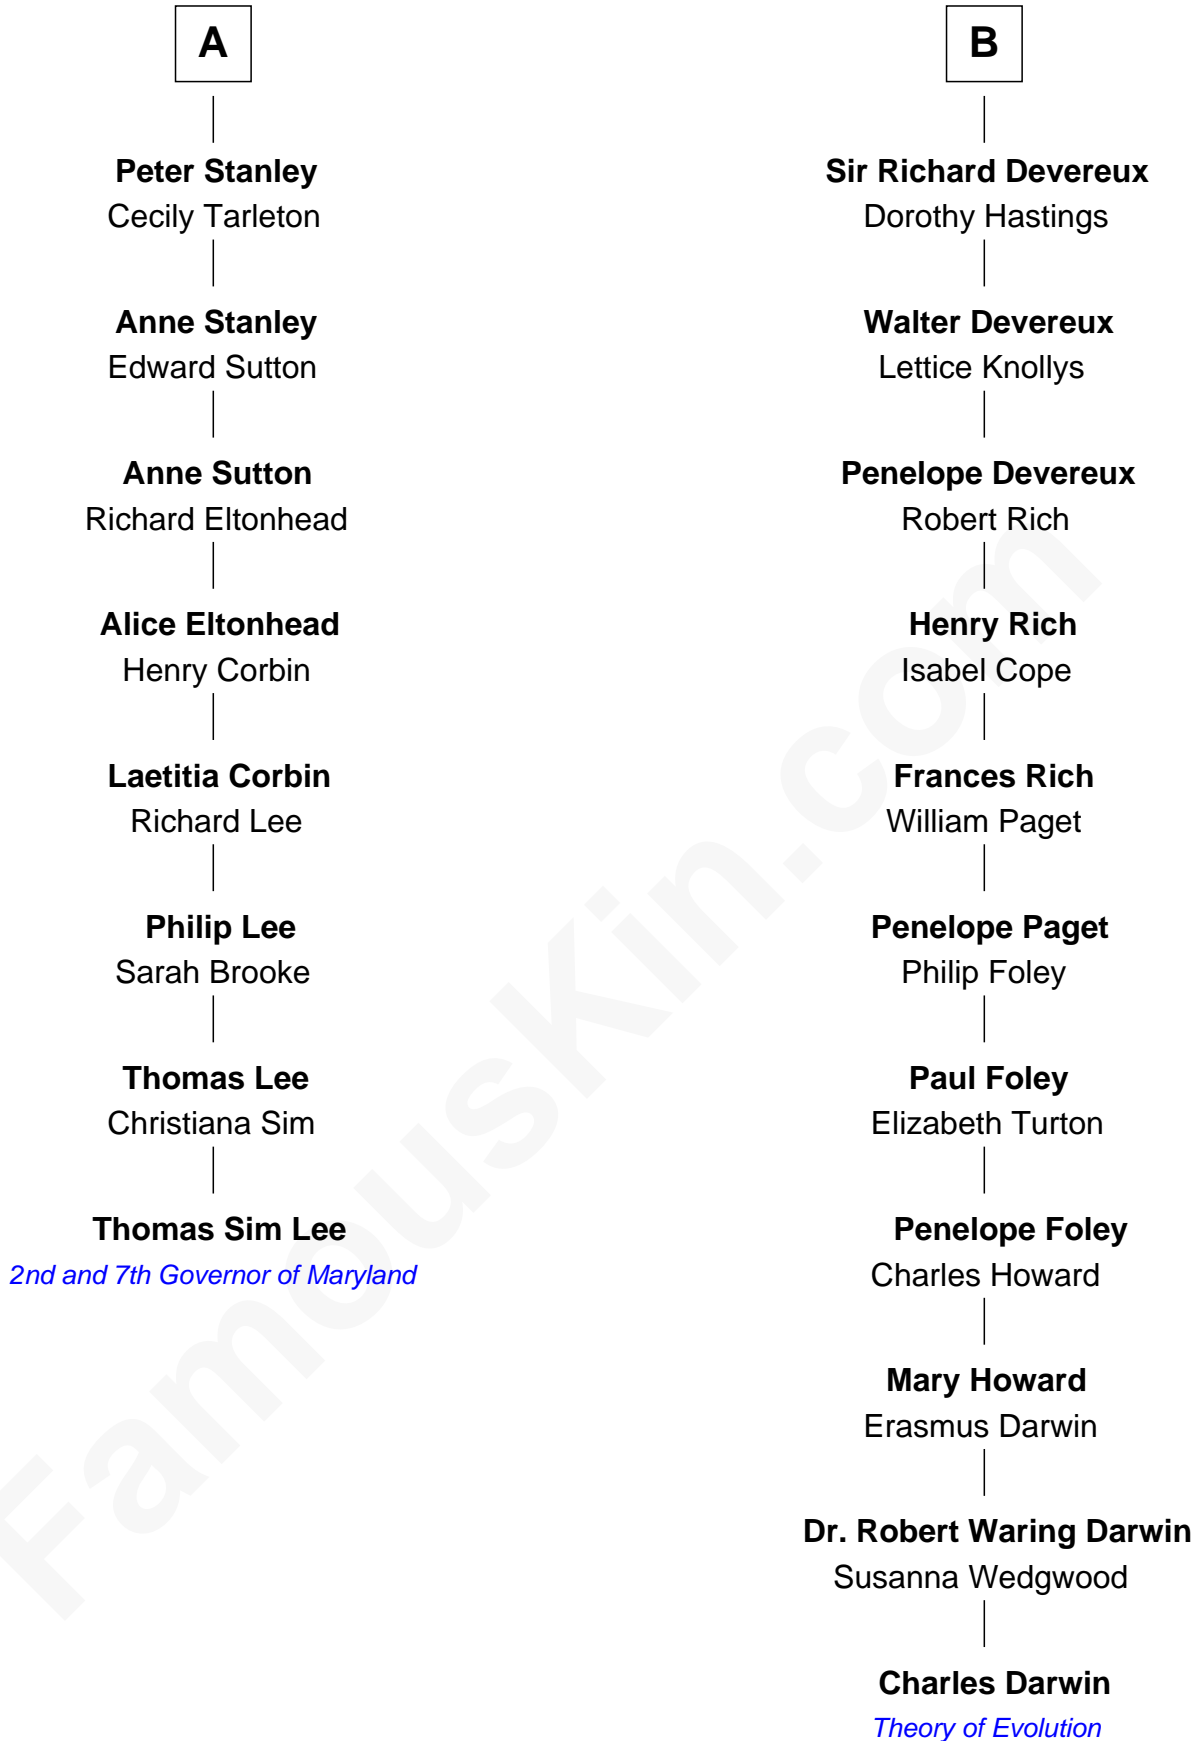 A
Peter Stanley
Cecily Tarleton
Anne Stanley
Edward Sutton
Anne Sutton
Richard Eltonhead
Alice Eltonhead
Henry Corbin
Laetitia Corbin
Richard Lee
Philip Lee
Sarah Brooke
Thomas Lee
Christiana Sim
Thomas Sim Lee
2nd and 7th Governor of Maryland
B
Sir Richard Devereux
Dorothy Hastings
Walter Devereux
Lettice Knollys
Penelope Devereux
Robert Rich
Henry Rich
Isabel Cope
Frances Rich
William Paget
Penelope Paget
Philip Foley
Paul Foley
Elizabeth Turton
Penelope Foley
Charles Howard
Mary Howard
Erasmus Darwin
Dr. Robert Waring Darwin
Susanna Wedgwood
Charles Darwin
Theory of Evolution
FamousKin.com